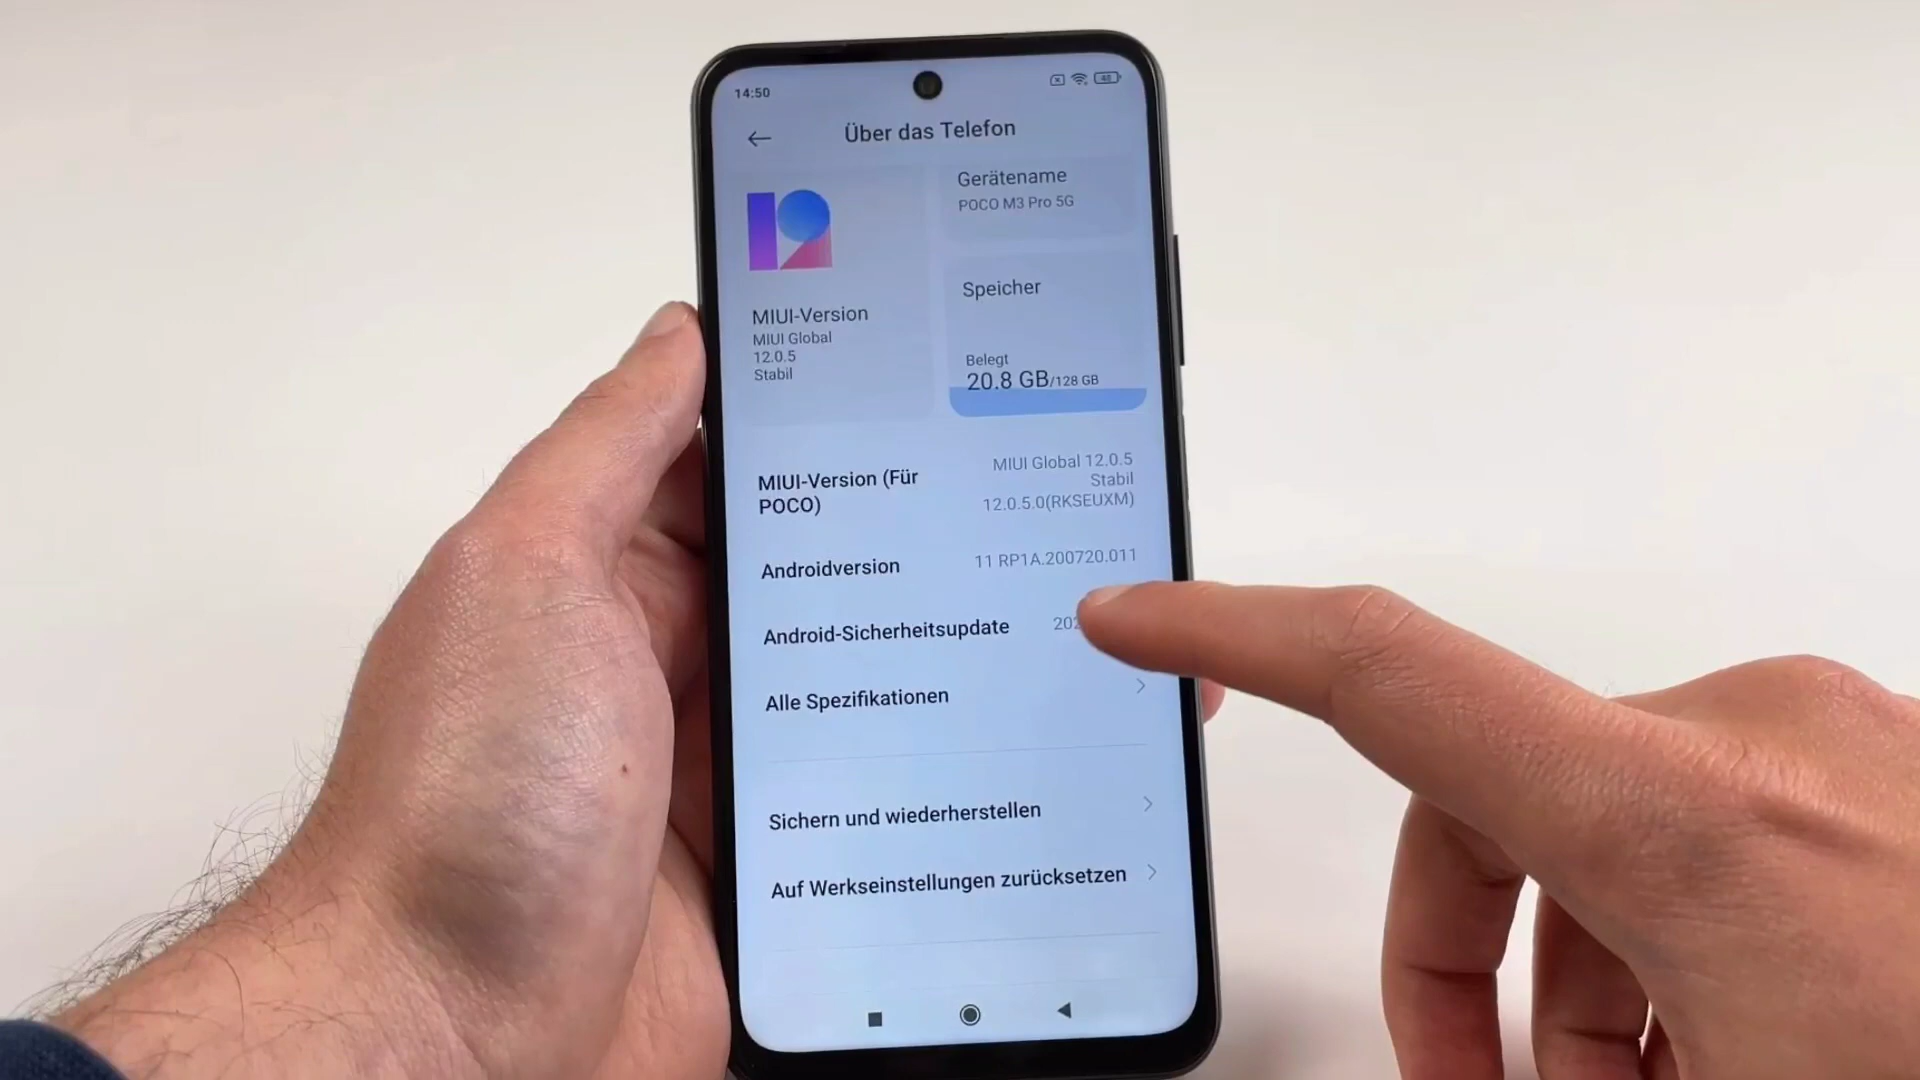 14:50
48
Über das Telefon
Gerätename
POCO M3 Pro 5G
MIUI-Version
MIUI Global
12.0.5
Stabil
Speicher
Belegt
20.8 GB/128 GB
MIUI-Version (Für
POCO)
MIUI Global 12.0.5
Stabil
12.0.5.0(RKSEUXM)
Androidversion
11 RP1A.200720.011
Android-Sicherheitsupdate
Alle Spezifikationen
Sichern und wiederherstellen
Auf Werkseinstellungen zurücksetzen